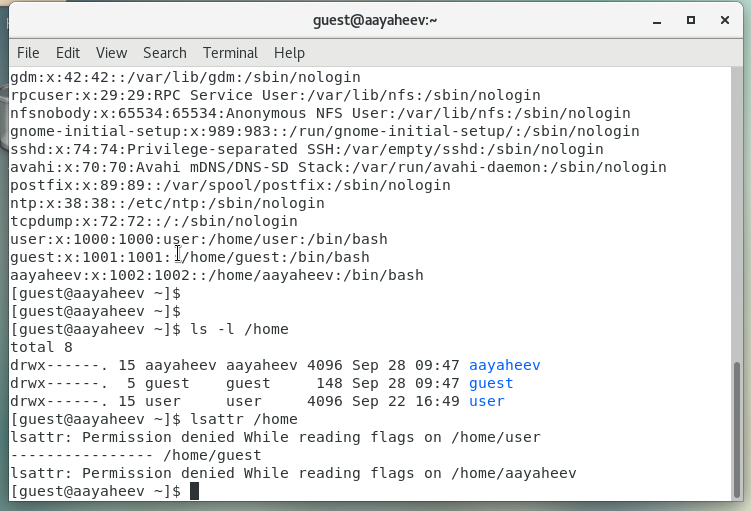 guest@aayaheev:~
File Edit View Search Terminal Help
gdm:x:42:42::/var/lib/gdm:/sbin/nologin
rpcuser:x:29:29:RPC Service User:/var/lib/nfs:/sbin/nologin
nfsnobody:x:65534:65534:Anonymous NFS User:/var/lib/nfs:/sbin/nologin
gnome-initial-setup:x:989:983::/run/gnome-initial-setup/:/sbin/nologin
sshd:x:74:74:Privilege-separated SSH:/var/empty/sshd:/sbin/nologin
avahi:x:70:70:Avahi mDNS/DNS-SD Stack:/var/run/avahi-daemon:/sbin/nologin
postfix:x:89:89::/var/spool/postfix:/sbin/nologin
ntp:x:38:38::/etc/ntp:/sbin/nologin
tcpdump:x:72:72::/:/sbin/nologin
user:x:1000:1000:user:/home/user:/bin/bash
guest:x:1001:1001::/home/guest:/bin/bash
aayaheev:x:1002:1002::/home/aayaheev:/bin/bash
[guest@aayaheev ~]$
[guest@aayaheev ~]$
[guest@aayaheev ~]$ ls -l /home
total 8
drwx------. 15 aayaheev aayaheev 4096 Sep 28 09:47 aayaheev
drwx------.  5 guest    guest     148 Sep 28 09:47 guest
drwx------. 15 user     user     4096 Sep 22 16:49 user
[guest@aayaheev ~]$ lsattr /home
lsattr: Permission denied While reading flags on /home/user
---------------- /home/guest
lsattr: Permission denied While reading flags on /home/aayaheev
[guest@aayaheev ~]$